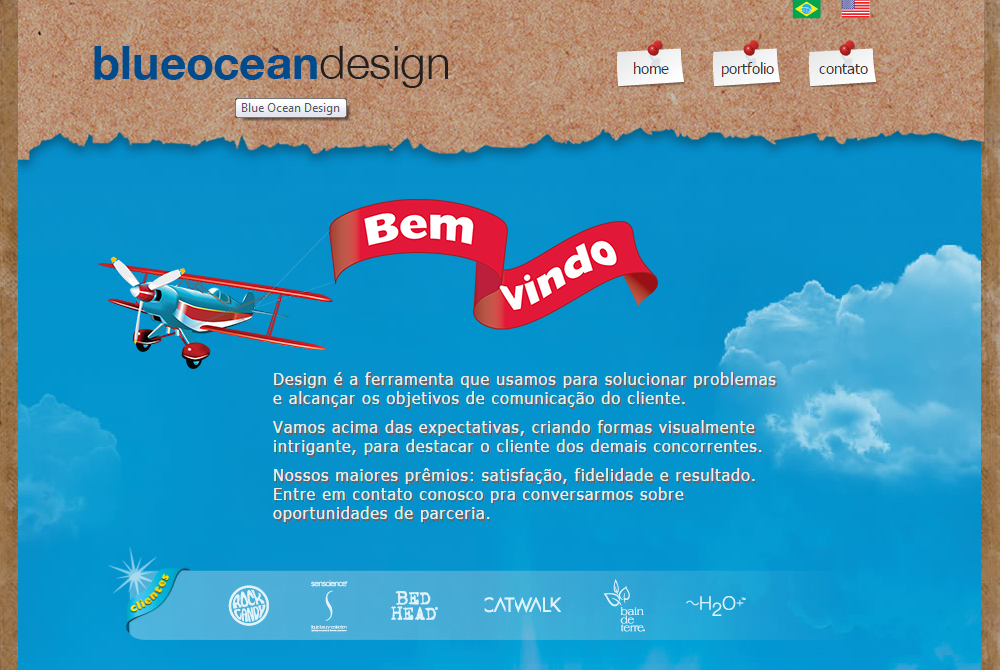 blueoceandesign
Blue Ocean Design
home
portfolio
contato
Bem
vindo
Design é a ferramenta que usamos para solucionar problemas
e alcançar os objetivos de comunicação do cliente.
Vamos acima das expectativas, criando formas visualmente
intrigante, para destacar o cliente dos demais concorrentes.
Nossos maiores prêmios: satisfação, fidelidade e resultado.
Entre em contato conosco pra conversarmos sobre
oportunidades de parceria.
clientes
ROCK
CANDY
senscience
BED
HEAD
CATWALK
bain
de
terre
~H2O+